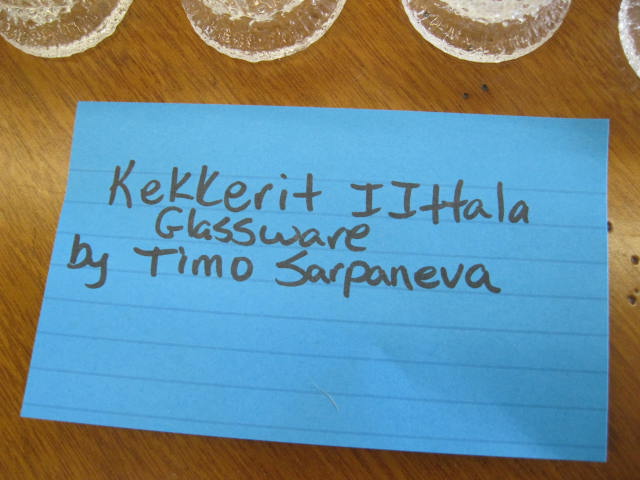 Kekkerit IIttala
Glassware
by Timo Sarpaneva